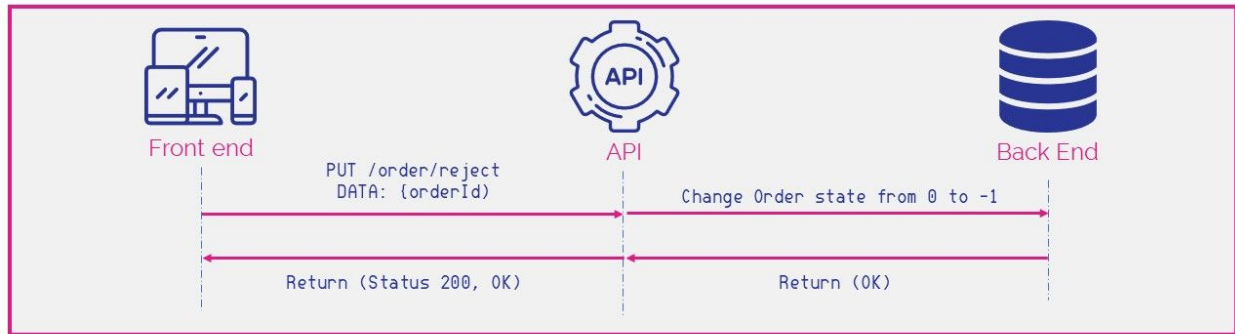 API
Front end
API
Back End
PUT /order/reject
DATA: {orderId)
Change Order state from 0 to -1
Return (Status 200, OK)
Return (OK)